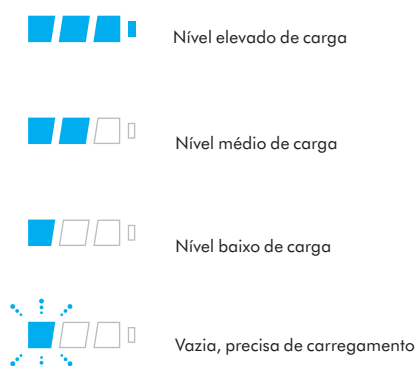 Nível elevado de carga
Nível médio de carga
Nível baixo de carga
Vazia, precisa de carregamento